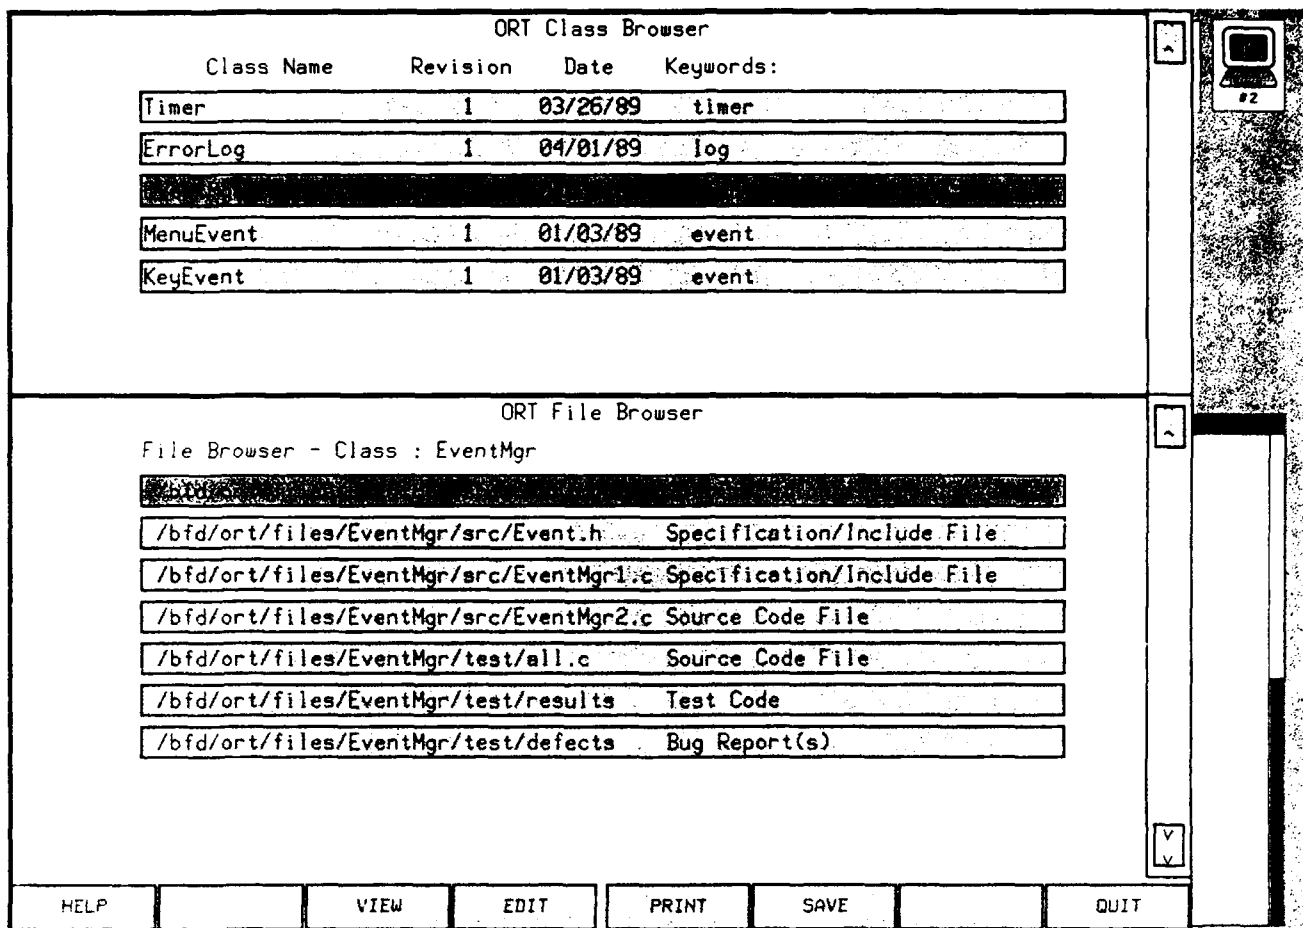 ORT Class Browser
Class Name Revision Date Keywords:
Timer 1 03/26/89 timer
ErrorLog 1 04/01/89 log
MenuEvent 1 01/03/89 event
KeyEvent 1 01/03/89 event
#2
ORT File Browser
File Browser - Class : EventMgr
/bfd/ort/files/EventMgr/src/Event.h Specification/Include File
/bfd/ort/files/EventMgr/src/EventMgr1.c Specification/Include File
/bfd/ort/files/EventMgr/src/EventMgr2.c Source Code File
/bfd/ort/files/EventMgr/test/all.c Source Code File
/bfd/ort/files/EventMgr/test/results Test Code
/bfd/ort/files/EventMgr/test/defects Bug Report(s)
HELP VIEW EDIT PRINT SAVE QUIT